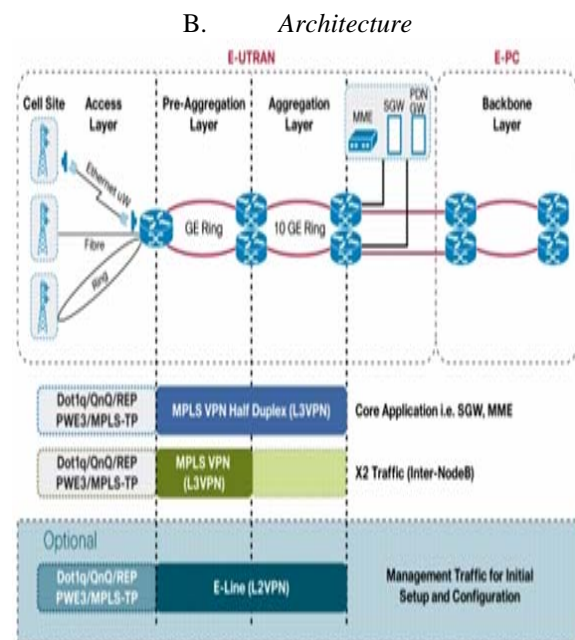 B. Architecture
E-UTRAN
E-PC
Cell Site
Access Layer
Pre-Aggregation Layer
Aggregation Layer
MME
SGW
PDN GW
Backbone Layer
Ethernet uW
Fibre
Ring
GE Ring
10 GE Ring
Dot1q/QnQ/REP
PWE3/MPLS-TP
MPLS VPN Half Duplex (L3VPN)
Core Application i.e. SGW, MME
Dot1q/QnQ/REP
PWE3/MPLS-TP
MPLS VPN
(L3VPN)
X2 Traffic (Inter-NodeB)
Optional
Dot1q/QnQ/REP
PWE3/MPLS-TP
E-Line (L2VPN)
Management Traffic for Initial
Setup and Configuration